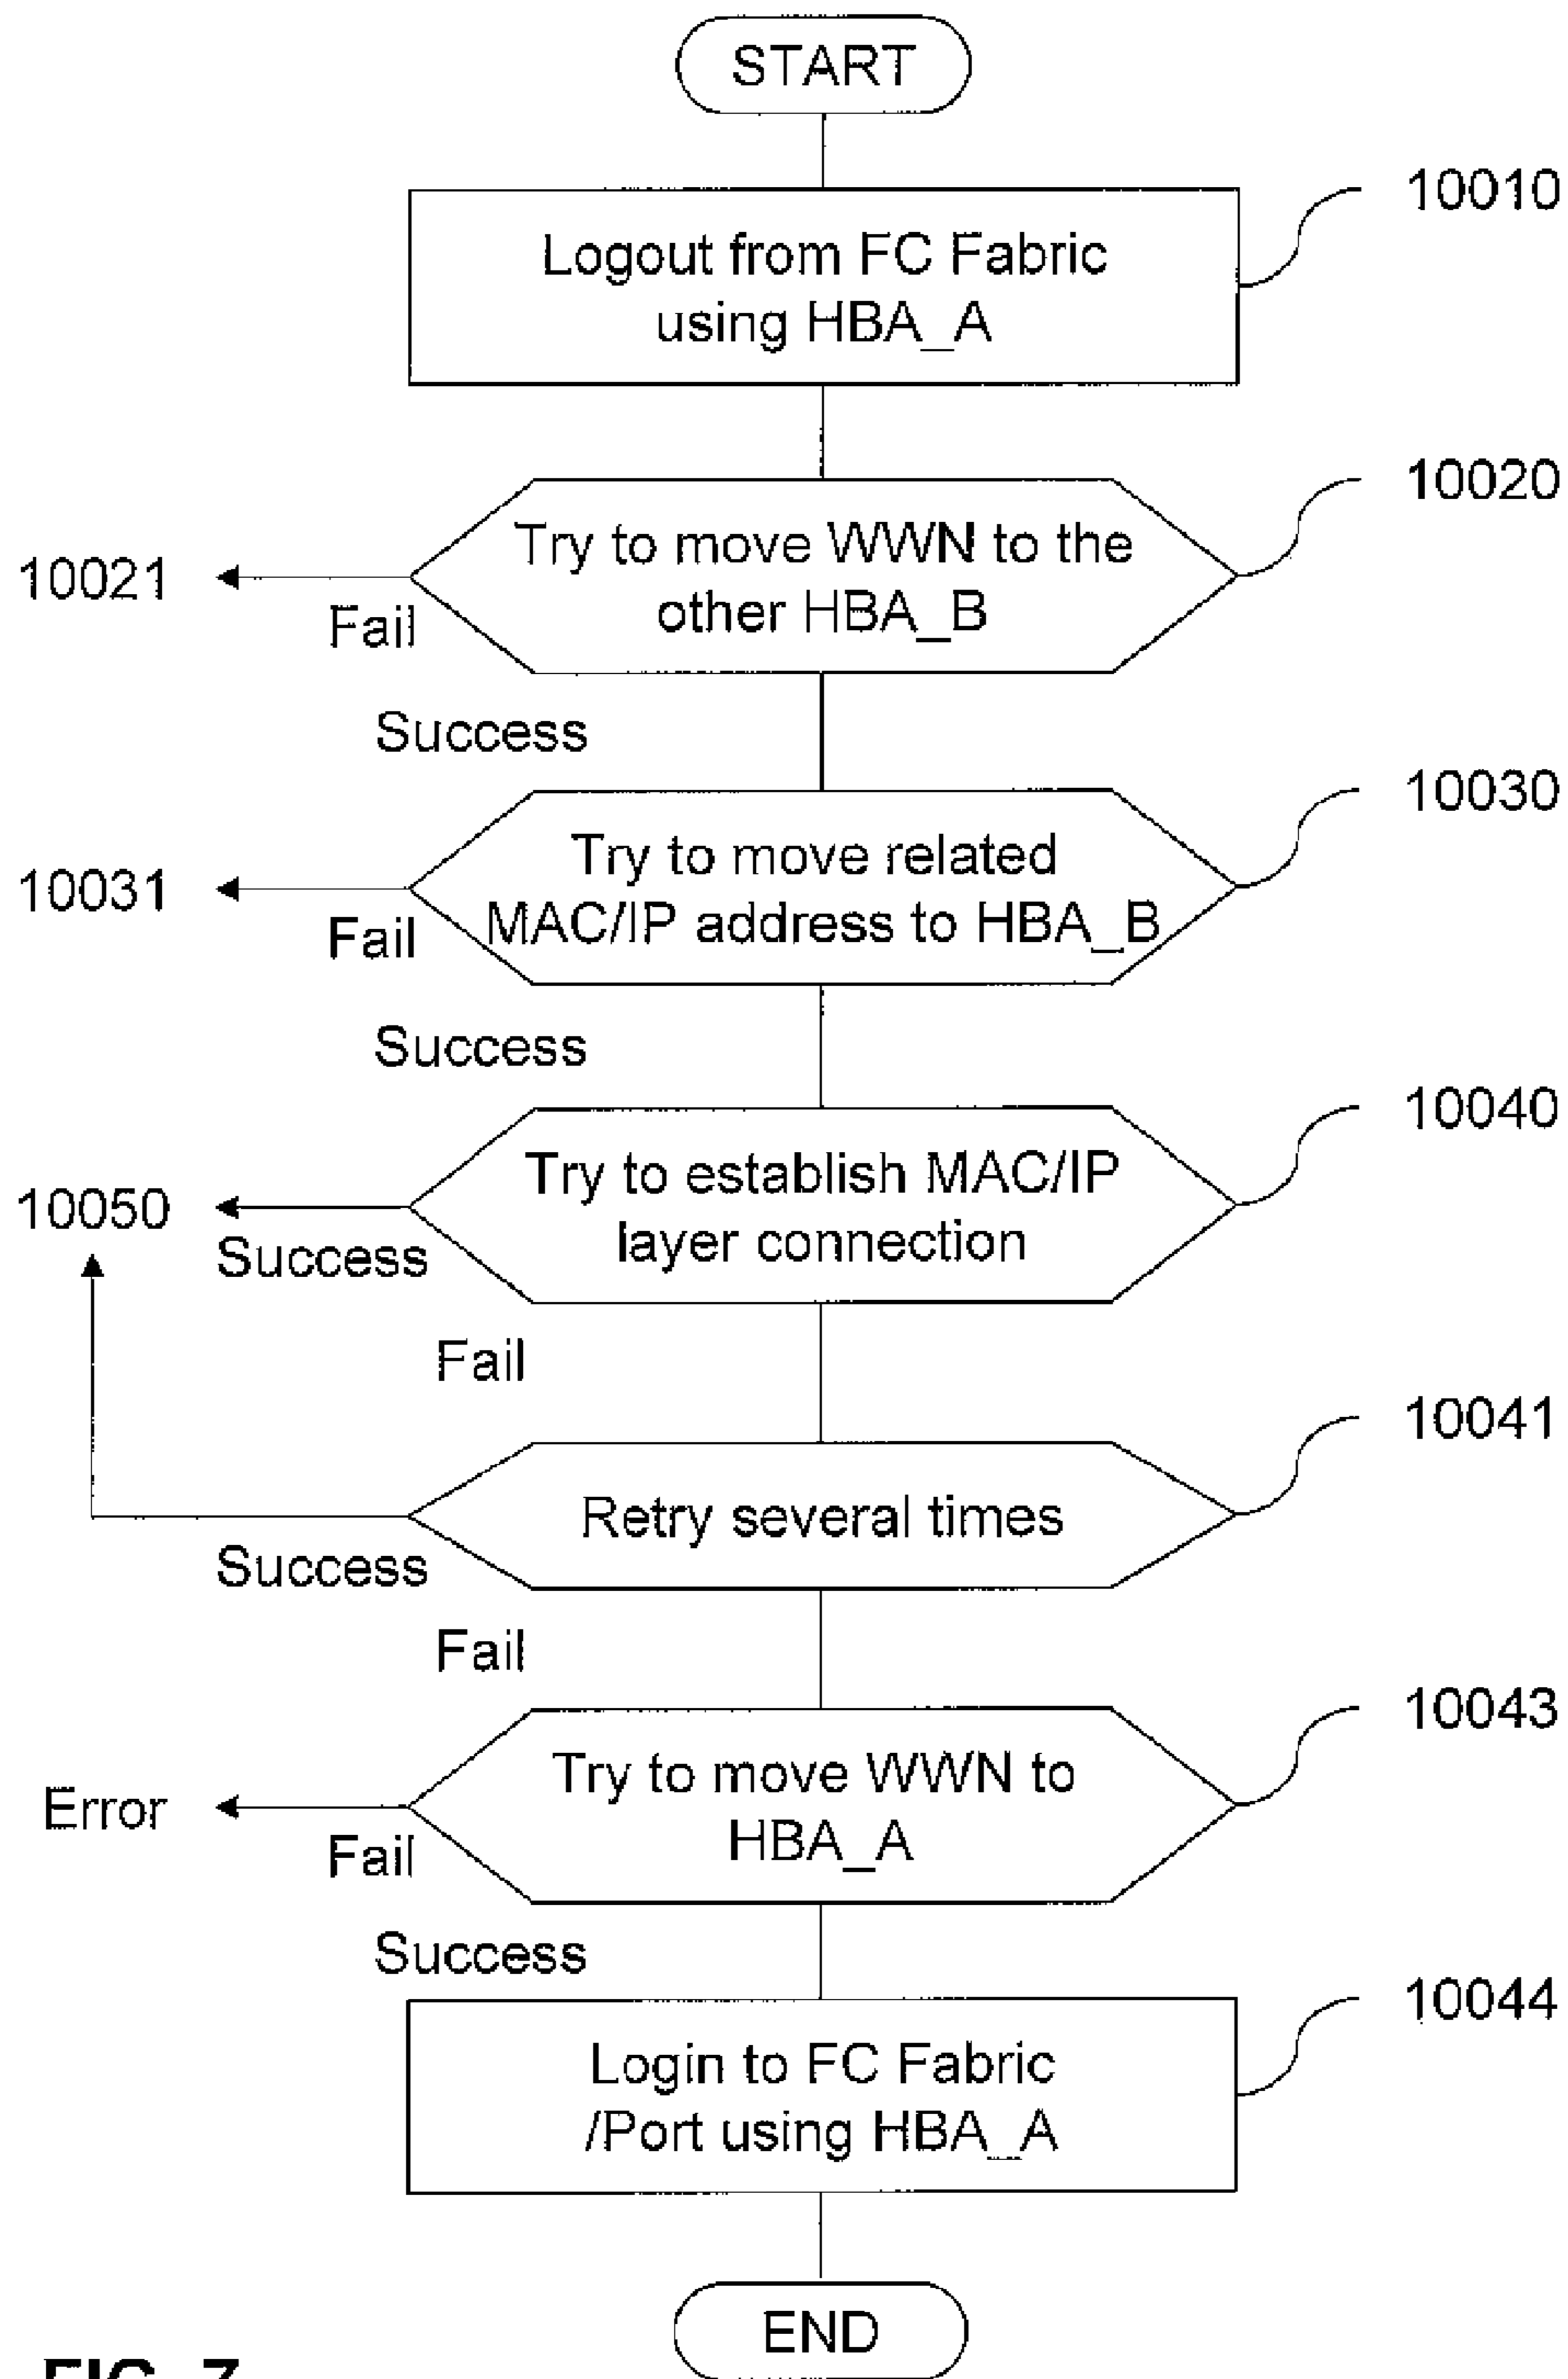 START
10010
Logout from FC Fabric
using HBA_A
10020
Try to move WWN to the
other HBA_B
10021
Fail
Success
10030
Try to move related
MAC/IP address to HBA_B
10031
Fail
Success
10040
Try to establish MAC/IP
layer connection
10050
Success
Fail
10041
Retry several times
Success
Fail
10043
Try to move WWN to
HBA_A
Error
Fail
Success
10044
Login to FC Fabric
/Port using HBA_A
END